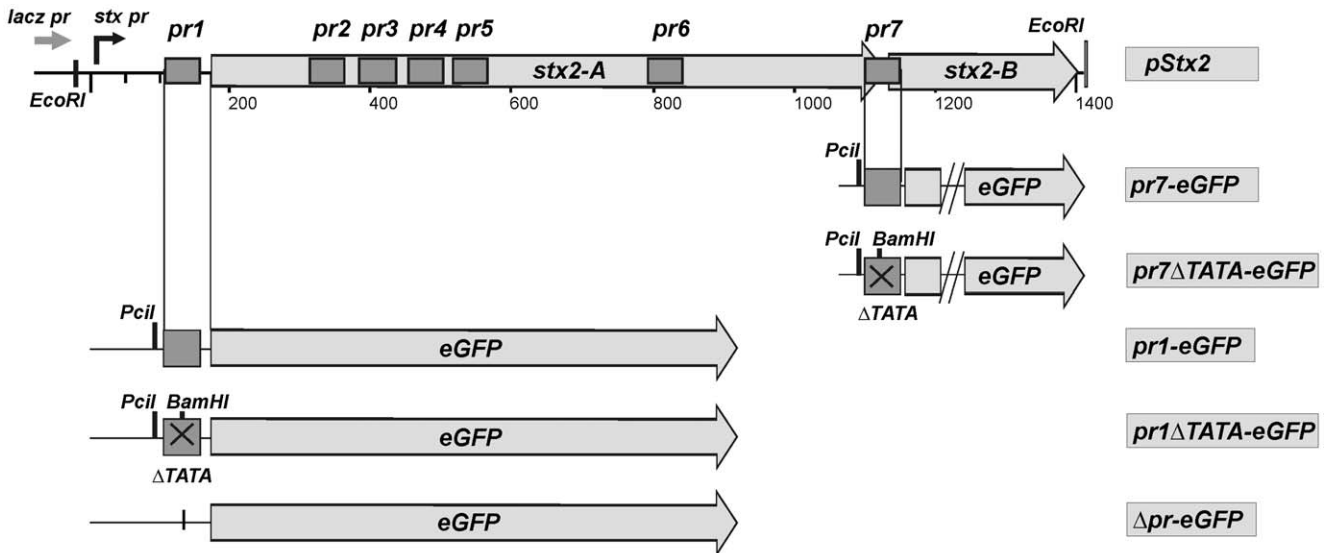 lacz pr
stx pr
pr1 pr2 pr3 pr4 pr5 pr6 pr7 EcoRI
stx2-A stx2-B pStx2
EcoRI 200 400 600 800 1000 1200 1400
PciI
eGFP pr7-eGFP
PciI BamHI
eGFP pr7ΔTATA-eGFP
ΔTATA
PciI
eGFP pr1-eGFP
PciI BamHI
eGFP pr1ΔTATA-eGFP
ΔTATA
eGFP Δpr-eGFP